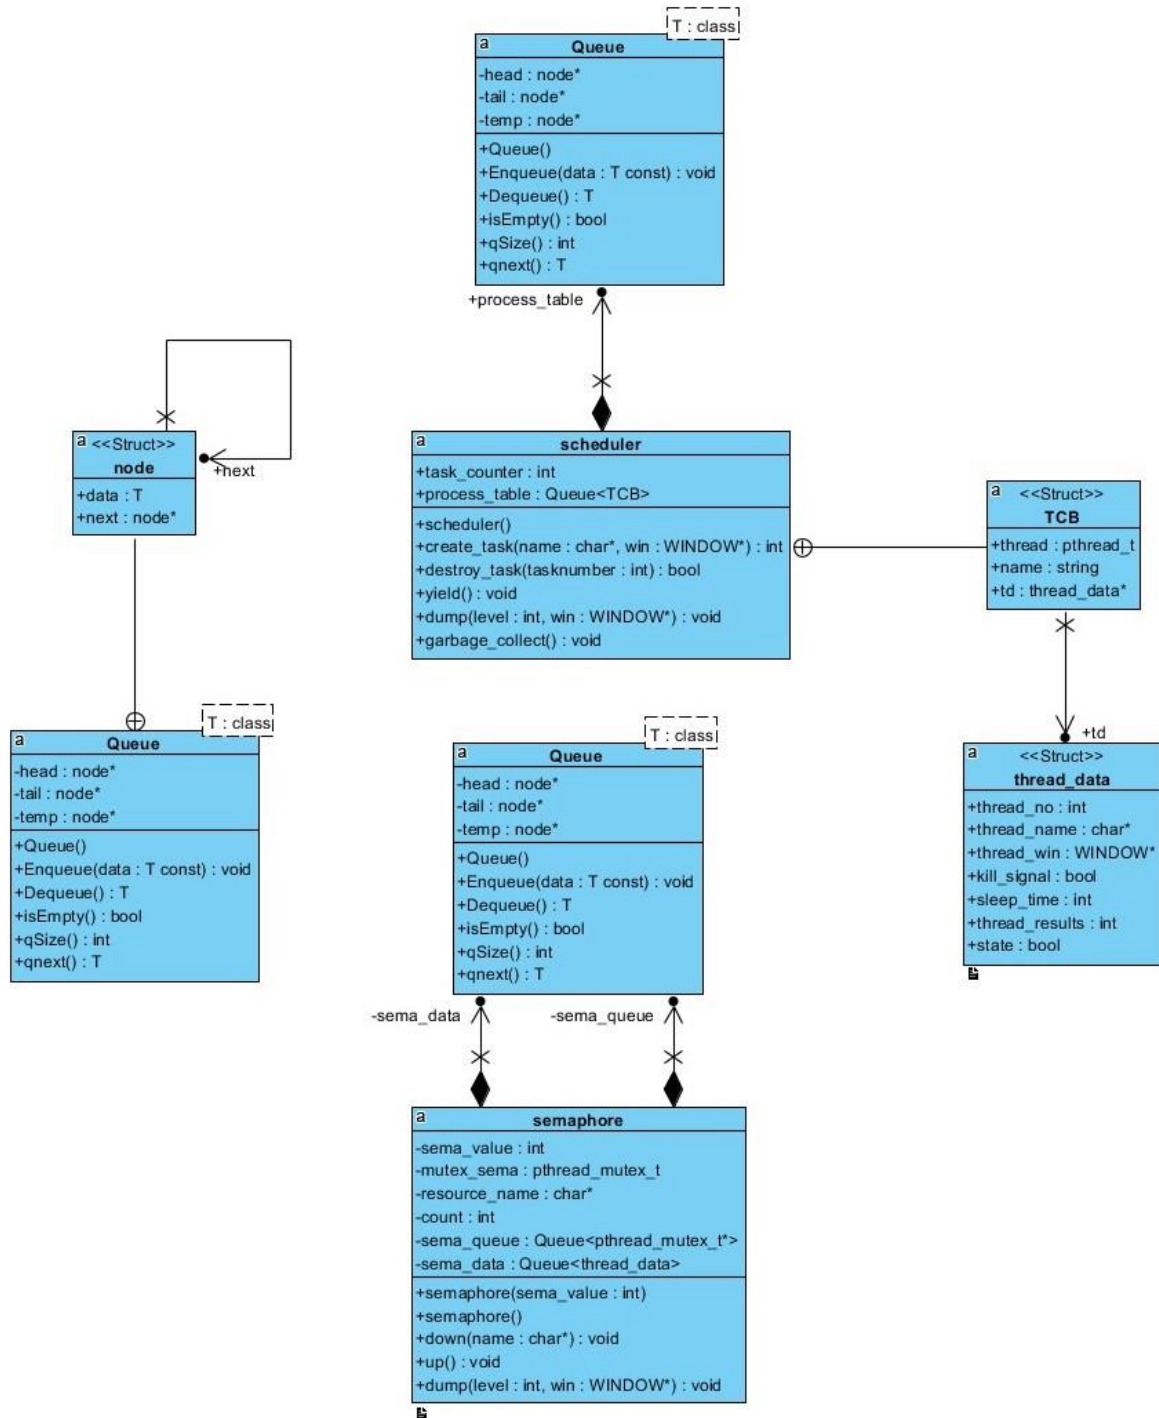 T : class
a
Queue
-head : node*
-tail : node*
-temp : node*
+Queue()
+Enqueue(data : T const) : void
+Dequeue() : T
+isEmpty() : bool
+qSize() : int
+qnext() : T
+process_table
a
<<Struct>>
node
+data : T
+next : node*
+next
a
scheduler
+task_counter : int
+process_table : Queue<TCB>
+scheduler()
+create_task(name : char*, win : WINDOW*) : int
+destroy_task(tasknumber : int) : bool
+yield() : void
+dump(level : int, win : WINDOW*) : void
+garbage_collect() : void
a
<<Struct>>
TCB
+thread : pthread_t
+name : string
+td : thread_data*
+td
T : class
a
Queue
-head : node*
-tail : node*
-temp : node*
+Queue()
+Enqueue(data : T const) : void
+Dequeue() : T
+isEmpty() : bool
+qSize() : int
+qnext() : T
T : class
a
Queue
-head : node*
-tail : node*
-temp : node*
+Queue()
+Enqueue(data : T const) : void
+Dequeue() : T
+isEmpty() : bool
+qSize() : int
+qnext() : T
-sema_data
-sema_queue
a
<<Struct>>
thread_data
+thread_no : int
+thread_name : char*
+thread_win : WINDOW*
+kill_signal : bool
+sleep_time : int
+thread_results : int
+state : bool
a
semaphore
-sema_value : int
-mutex_sema : pthread_mutex_t
-resource_name : char*
-count : int
-sema_queue : Queue<pthread_mutex_t*>
-sema_data : Queue<thread_data>
+semaphore(sema_value : int)
+semaphore()
+down(name : char*) : void
+up() : void
+dump(level : int, win : WINDOW*) : void